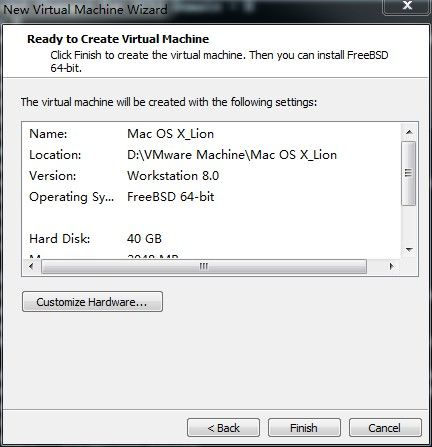 New Virtual Machine Wizard
Ready to Create Virtual Machine
Click Finish to create the virtual machine. Then you can install FreeBSD
64-bit.
The virtual machine will be created with the following settings:
Name: Mac OS X_Lion
Location: D:\VMware Machine\Mac OS X_Lion
Version: Workstation 8.0
Operating Sy... FreeBSD 64-bit
Hard Disk: 40 GB
2048 MB
Customize Hardware...
< Back Finish Cancel